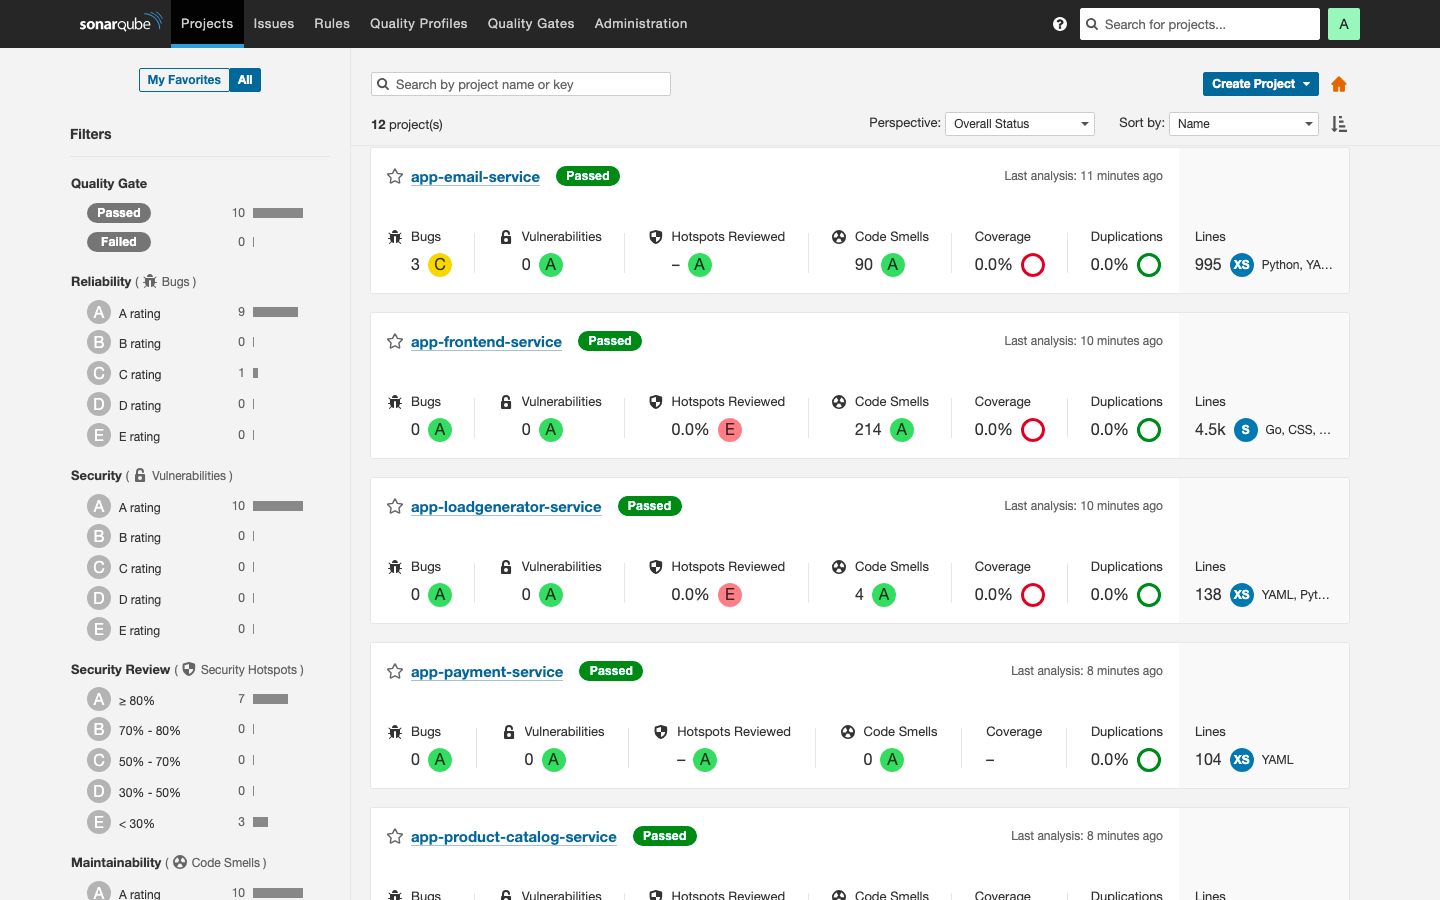 sonarqube Projects Issues Rules Quality Profiles Quality Gates Administration ? Search for projects... A
My Favorites All
Filters
Quality Gate
Passed 10
Failed 0
Reliability ( Bugs )
A A rating 9
B B rating 0
C C rating 1
D D rating 0
E E rating 0
Security ( Vulnerabilities )
A A rating 10
B B rating 0
C C rating 0
D D rating 0
E E rating 0
Security Review ( Security Hotspots )
A ≥ 80% 7
B 70% - 80% 0
C 50% - 70% 0
D 30% - 50% 0
E < 30% 3
Maintainability ( Code Smells )
A A rating 10
Search by project name or key
Create Project
12 project(s)
Perspective: Overall Status Sort by: Name
app-email-service Passed Last analysis: 11 minutes ago
Bugs Vulnerabilities Hotspots Reviewed Code Smells Coverage Duplications Lines
3 C 0 A – A 90 A 0.0% 0.0% 995 XS Python, YA...
app-frontend-service Passed Last analysis: 10 minutes ago
Bugs Vulnerabilities Hotspots Reviewed Code Smells Coverage Duplications Lines
0 A 0 A 0.0% E 214 A 0.0% 0.0% 4.5k S Go, CSS, ...
app-loadgenerator-service Passed Last analysis: 10 minutes ago
Bugs Vulnerabilities Hotspots Reviewed Code Smells Coverage Duplications Lines
0 A 0 A 0.0% E 4 A 0.0% 0.0% 138 XS YAML, Pyt...
app-payment-service Passed Last analysis: 8 minutes ago
Bugs Vulnerabilities Hotspots Reviewed Code Smells Coverage Duplications Lines
0 A 0 A – A 0 A – 0.0% 104 XS YAML
app-product-catalog-service Passed Last analysis: 8 minutes ago
Bugs Vulnerabilities Hotspots Reviewed Code Smells Coverage Duplications Lines